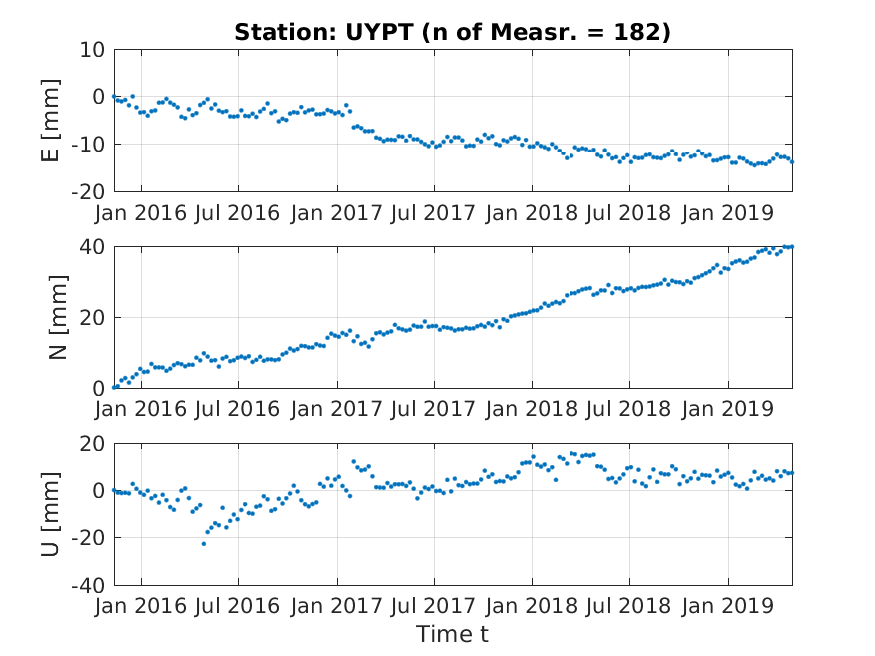 Station: UYPT (n of Measr. = 182)
10
0
-10
-20
E [mm]
Jan 2016 Jul 2016 Jan 2017 Jul 2017 Jan 2018 Jul 2018 Jan 2019
40
20
0
N [mm]
Jan 2016 Jul 2016 Jan 2017 Jul 2017 Jan 2018 Jul 2018 Jan 2019
20
0
-20
-40
U [mm]
Jan 2016 Jul 2016 Jan 2017 Jul 2017 Jan 2018 Jul 2018 Jan 2019
Time t